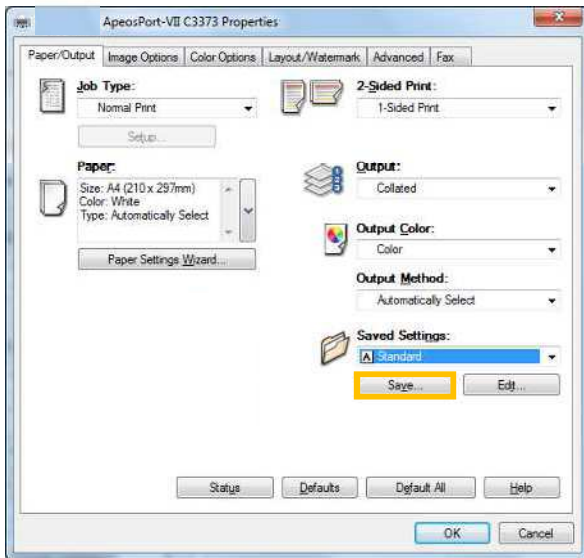 ApeosPort-VII C3373 Properties
Paper/Output Image Options Color Options Layout/Watermark Advanced Fax
Job Type:
Normal Print
Setup...
Paper:
Size: A4 (210 x 297mm)
Color: White
Type: Automatically Select
Paper Settings Wizard...
2-Sided Print:
1-Sided Print
Output:
Collated
Output Color:
Color
Output Method:
Automatically Select
Saved Settings:
A Standard
Save... Edit...
Status Defaults Default All Help
OK Cancel